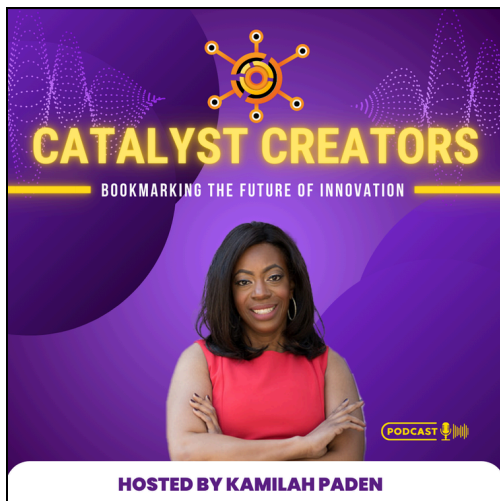 CATALYST CREATORS
BOOKMARKING THE FUTURE OF INNOVATION
PODCAST
HOSTED BY KAMILAH PADEN